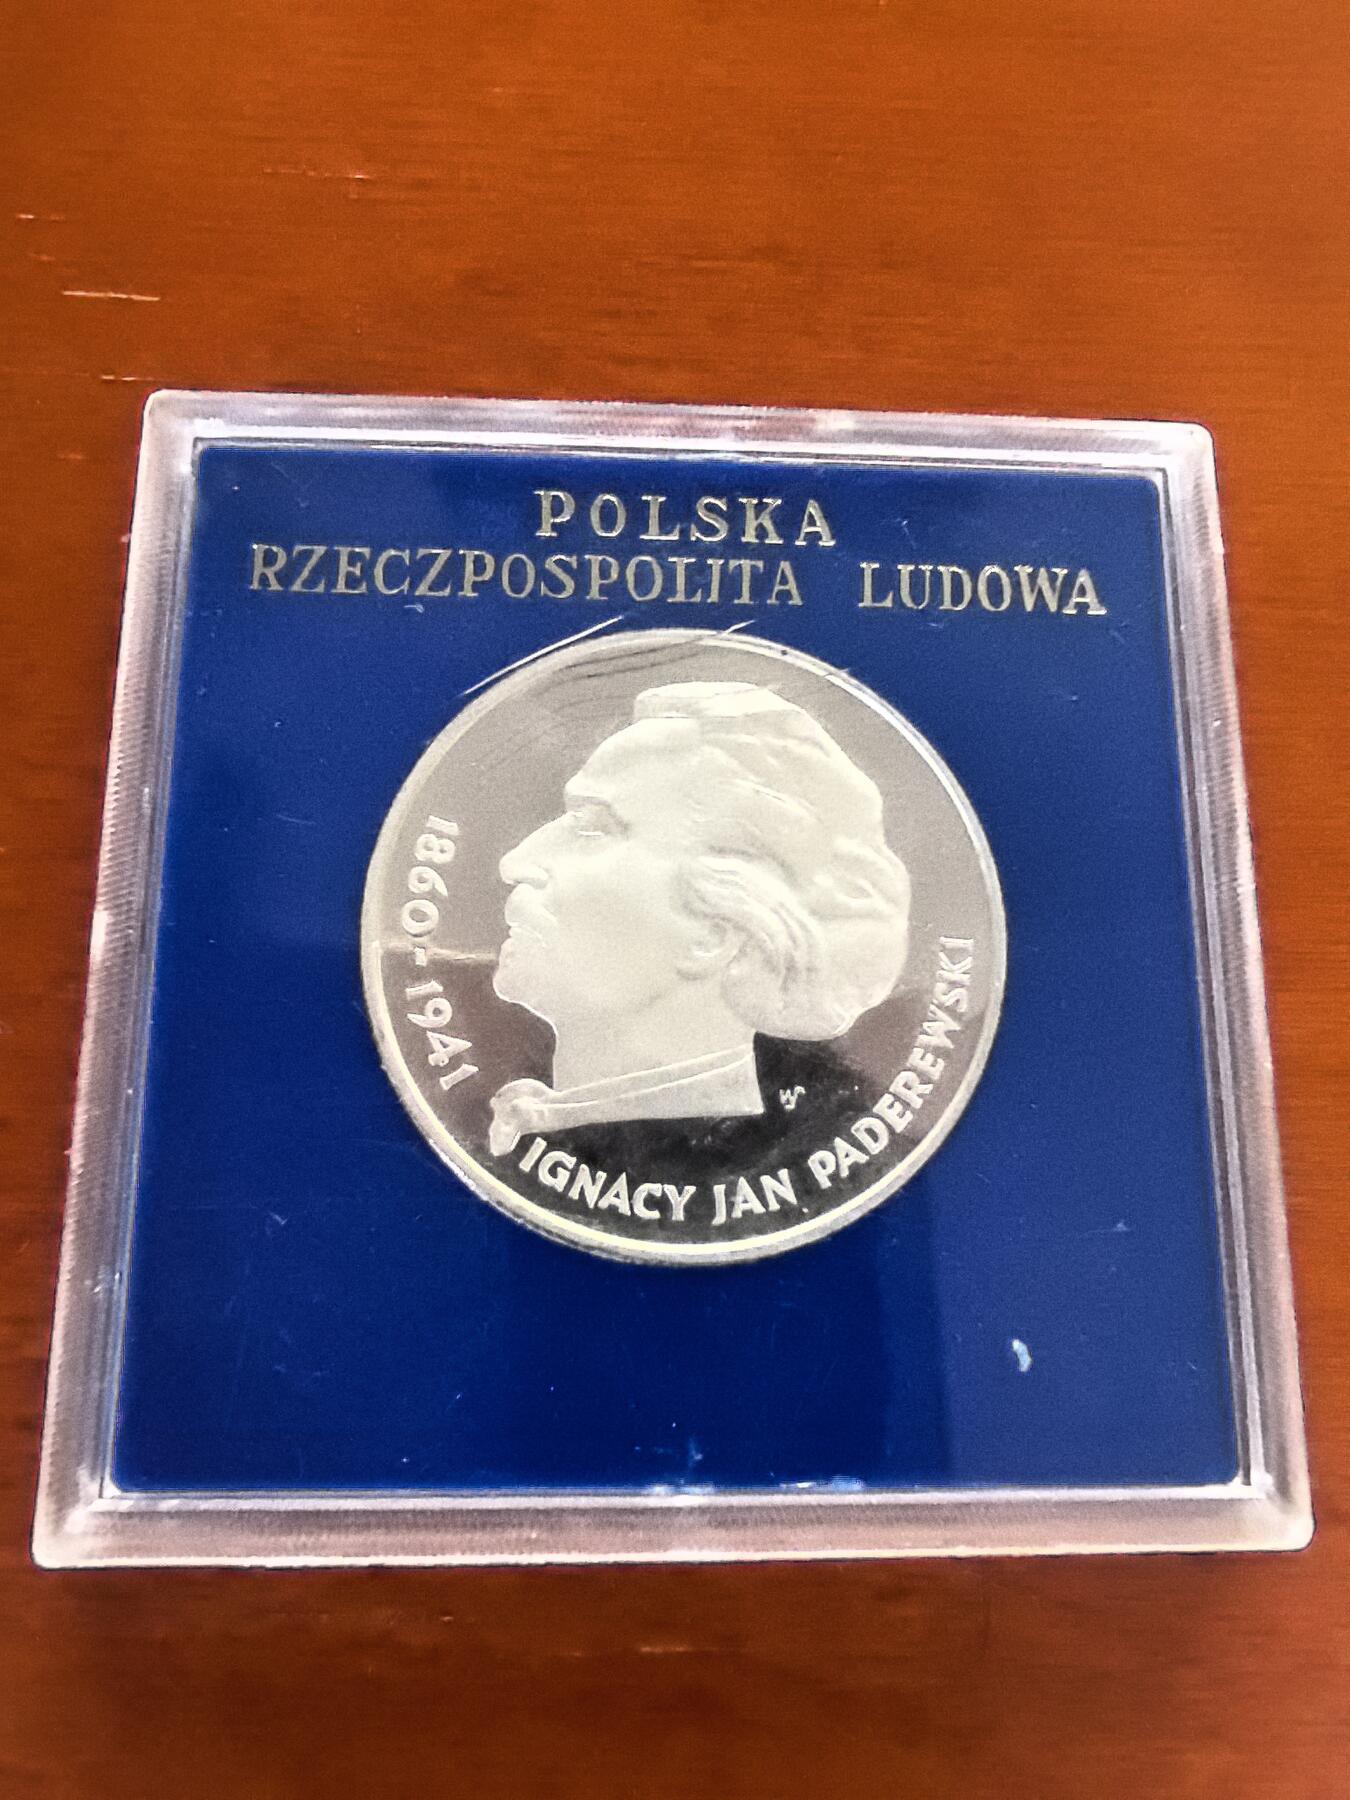 POLSKA
RZECZPOSPOLITA LUDOWA
1860-1941
IGNACY JAN PADEREWSKI